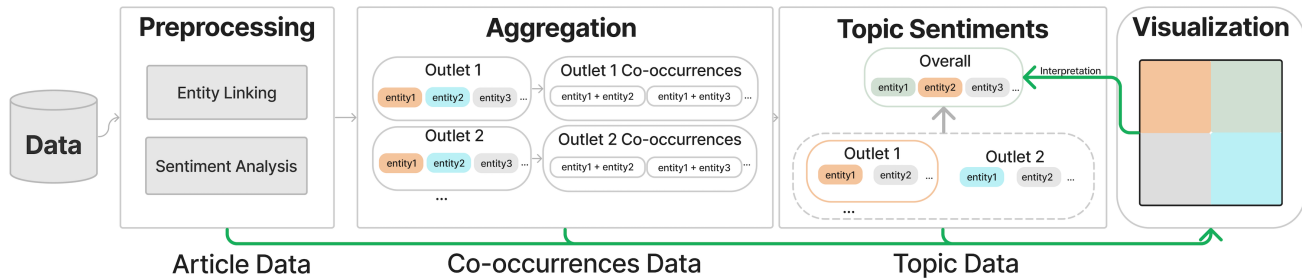 Data
Preprocessing
Entity Linking
Sentiment Analysis
Article Data
Aggregation
Outlet 1
entity1 entity2 entity3 ...
Outlet 1 Co-occurrences
entity1 + entity2 entity1 + entity3 ...
Outlet 2
entity1 entity2 entity3 ...
Outlet 2 Co-occurrences
entity1 + entity2 entity1 + entity3 ...
...
Co-occurrences Data
Topic Sentiments
Overall
entity1 entity2 entity3 ...
Outlet 1
entity1 entity2 ...
Outlet 2
entity1 entity2 ...
...
Topic Data
Interpretation
Visualization